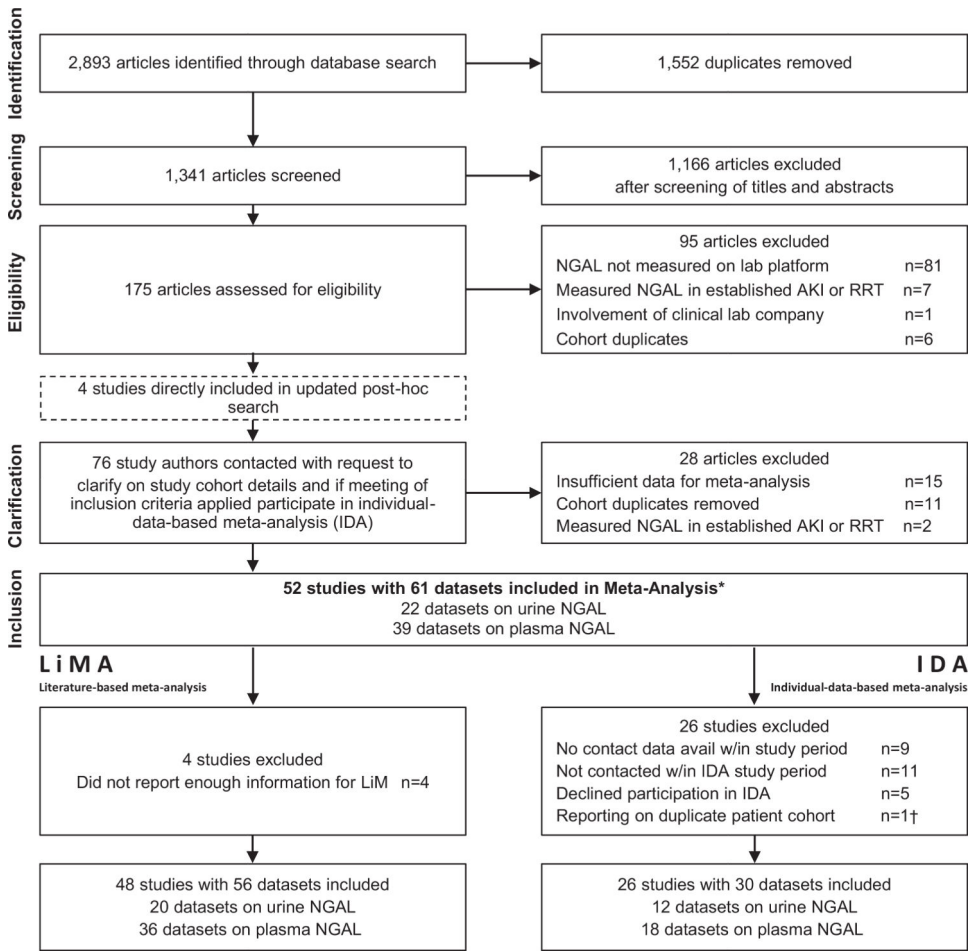 Identification
2,893 articles identified through database search
1,552 duplicates removed
Screening
1,341 articles screened
1,166 articles excluded
after screening of titles and abstracts
Eligibility
175 articles assessed for eligibility
95 articles excluded
NGAL not measured on lab platform n=81
Measured NGAL in established AKI or RRT n=7
Involvement of clinical lab company n=1
Cohort duplicates n=6
4 studies directly included in updated post-hoc
search
Clarification
76 study authors contacted with request to
clarify on study cohort details and if meeting of
inclusion criteria applied participate in individual-
data-based meta-analysis (IDA)
28 articles excluded
Insufficient data for meta-analysis n=15
Cohort duplicates removed n=11
Measured NGAL in established AKI or RRT n=2
Inclusion
52 studies with 61 datasets included in Meta-Analysis*
22 datasets on urine NGAL
39 datasets on plasma NGAL
LiMA
Literature-based meta-analysis
IDA
Individual-data-based meta-analysis
4 studies excluded
Did not report enough information for LiM n=4
26 studies excluded
No contact data avail w/in study period n=9
Not contacted w/in IDA study period n=11
Declined participation in IDA n=5
Reporting on duplicate patient cohort n=1†
48 studies with 56 datasets included
20 datasets on urine NGAL
36 datasets on plasma NGAL
26 studies with 30 datasets included
12 datasets on urine NGAL
18 datasets on plasma NGAL